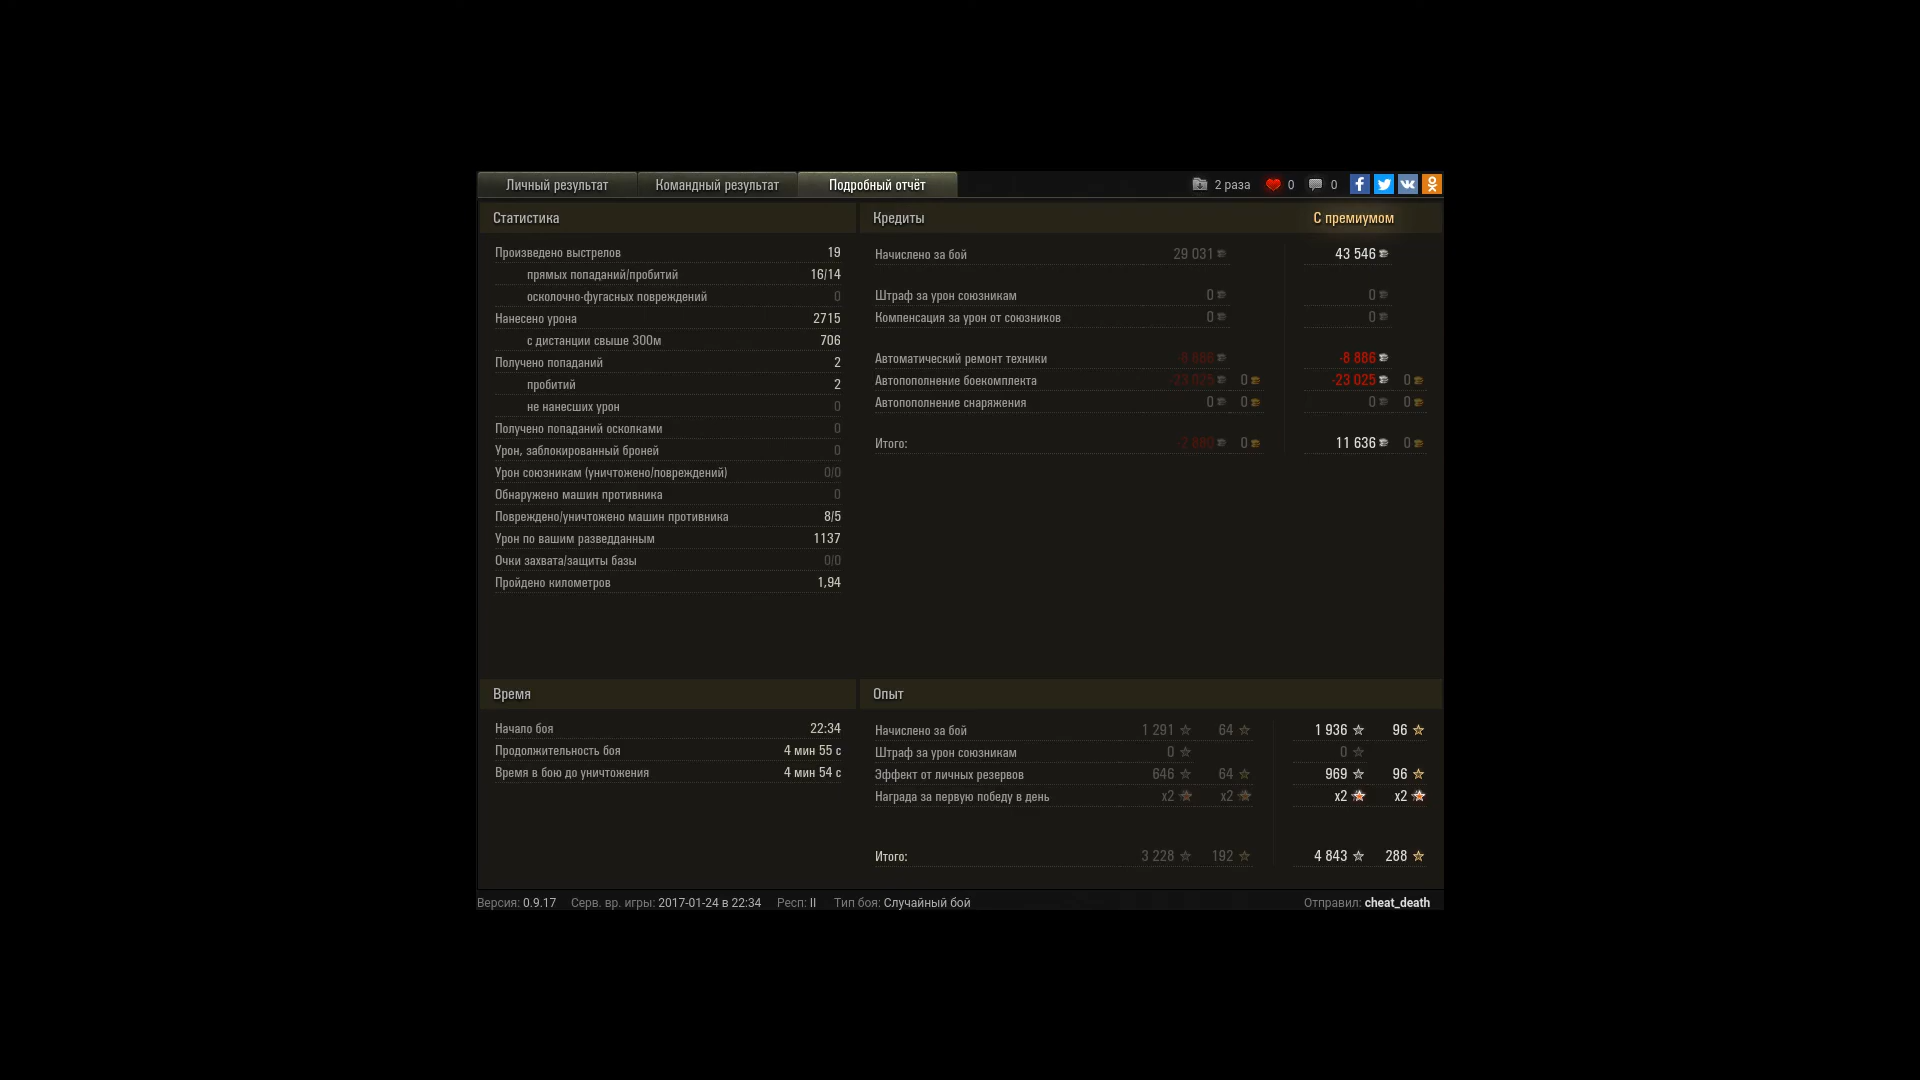 Личный результат Командный результат Подробный отчёт 2 раза 0 0
Статистика
Произведено выстрелов 19
прямых попаданий/пробитий 16/14
осколочно-фугасных повреждений 0
Нанесено урона 2715
с дистанции свыше 300м 706
Получено попаданий 2
пробитий 2
не нанесших урон 0
Получено попаданий осколками 0
Урон, заблокированный броней 0
Урон союзникам (уничтожено/повреждений) 0/0
Обнаружено машин противника 0
Повреждено/уничтожено машин противника 8/5
Урон по вашим разведданным 1137
Очки захвата/защиты базы 0/0
Пройдено километров 1,94
Кредиты С премиумом
Начислено за бой 29 031 43 546
Штраф за урон союзникам 0 0
Компенсация за урон от союзников 0 0
Автоматический ремонт техники -8 886 -8 886
Автопополнение боекомплекта -23 025 0 -23 025 0
Автопополнение снаряжения 0 0 0 0
Итого: -2 880 0 11 636 0
Время
Начало боя 22:34
Продолжительность боя 4 мин 55 с
Время в бою до уничтожения 4 мин 54 с
Опыт
Начислено за бой 1 291 64 1 936 96
Штраф за урон союзникам 0 0
Эффект от личных резервов 646 64 969 96
Награда за первую победу в день x2 x2 x2 x2
Итого: 3 228 192 4 843 288
Версия: 0.9.17 Серв. вр. игры: 2017-01-24 в 22:34 Респ: II Тип боя: Случайный бой Отправил: cheat_death